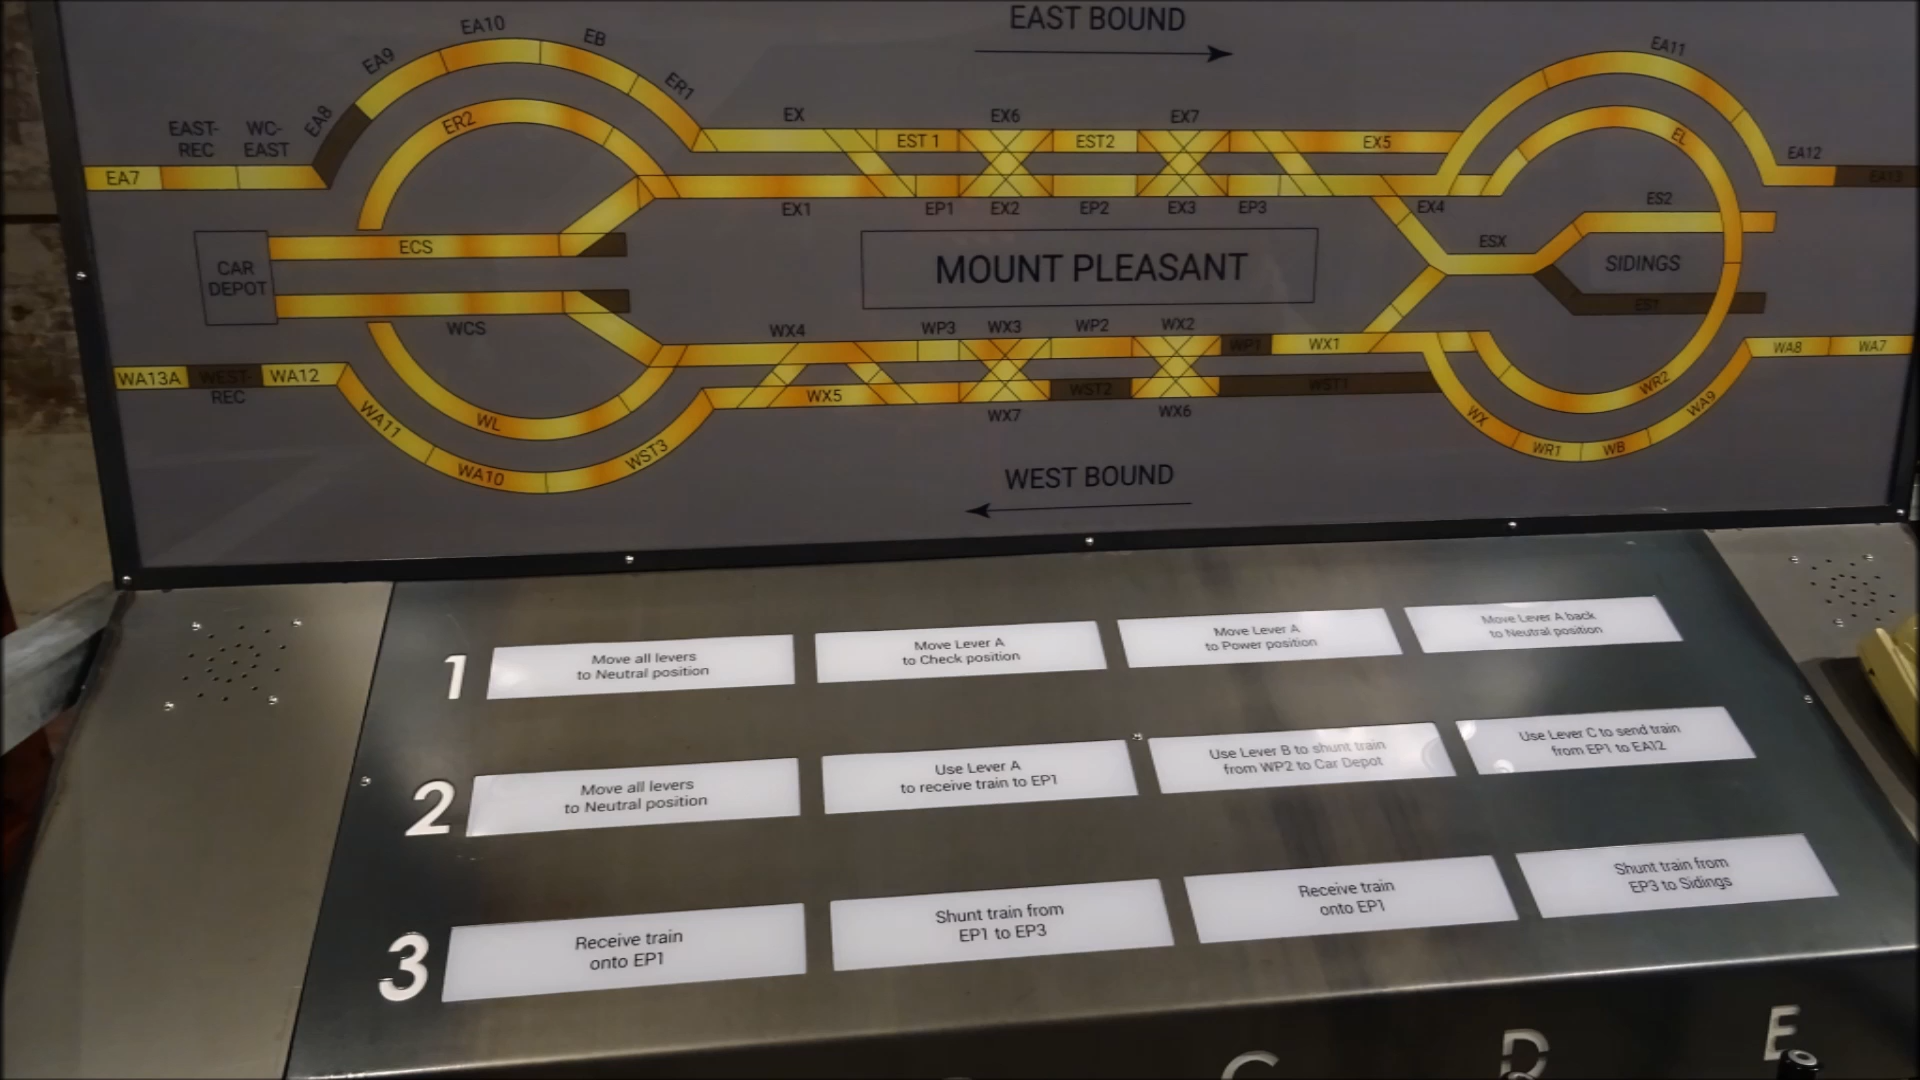 EAST BOUND
EA9
EA10
EB
ER1
EA11
EA8
ER2
EAST-
REC
WC-
EAST
EX
EX6
EX7
EST 1
EST2
EX5
EL
EA12
EA13
EA7
EX1
EP1
EX2
EP2
EX3
EP3
EX4
ES2
ECS
ESX
CAR
DEPOT
MOUNT PLEASANT
SIDINGS
ES1
WCS
WX4
WP3
WX3
WP2
WX2
WP1
WX1
WA8
WA7
WA13A
WEST-
REC
WA12
WX5
WST2
WST1
WR2
WA11
WL
WX7
WX6
WX
WA9
WA10
WST3
WR1
WB
WEST BOUND
1
Move all levers
to Neutral position
Move Lever A
to Check position
Move Lever A
to Power position
Move Lever A back
to Neutral position
2
Move all levers
to Neutral position
Use Lever A
to receive train to EP1
Use Lever B to shunt train
from WP2 to Car Depot
Use Lever C to send train
from EP1 to EA12
3
Receive train
onto EP1
Shunt train from
EP1 to EP3
Receive train
onto EP1
Shunt train from
EP3 to Sidings
C
D
E